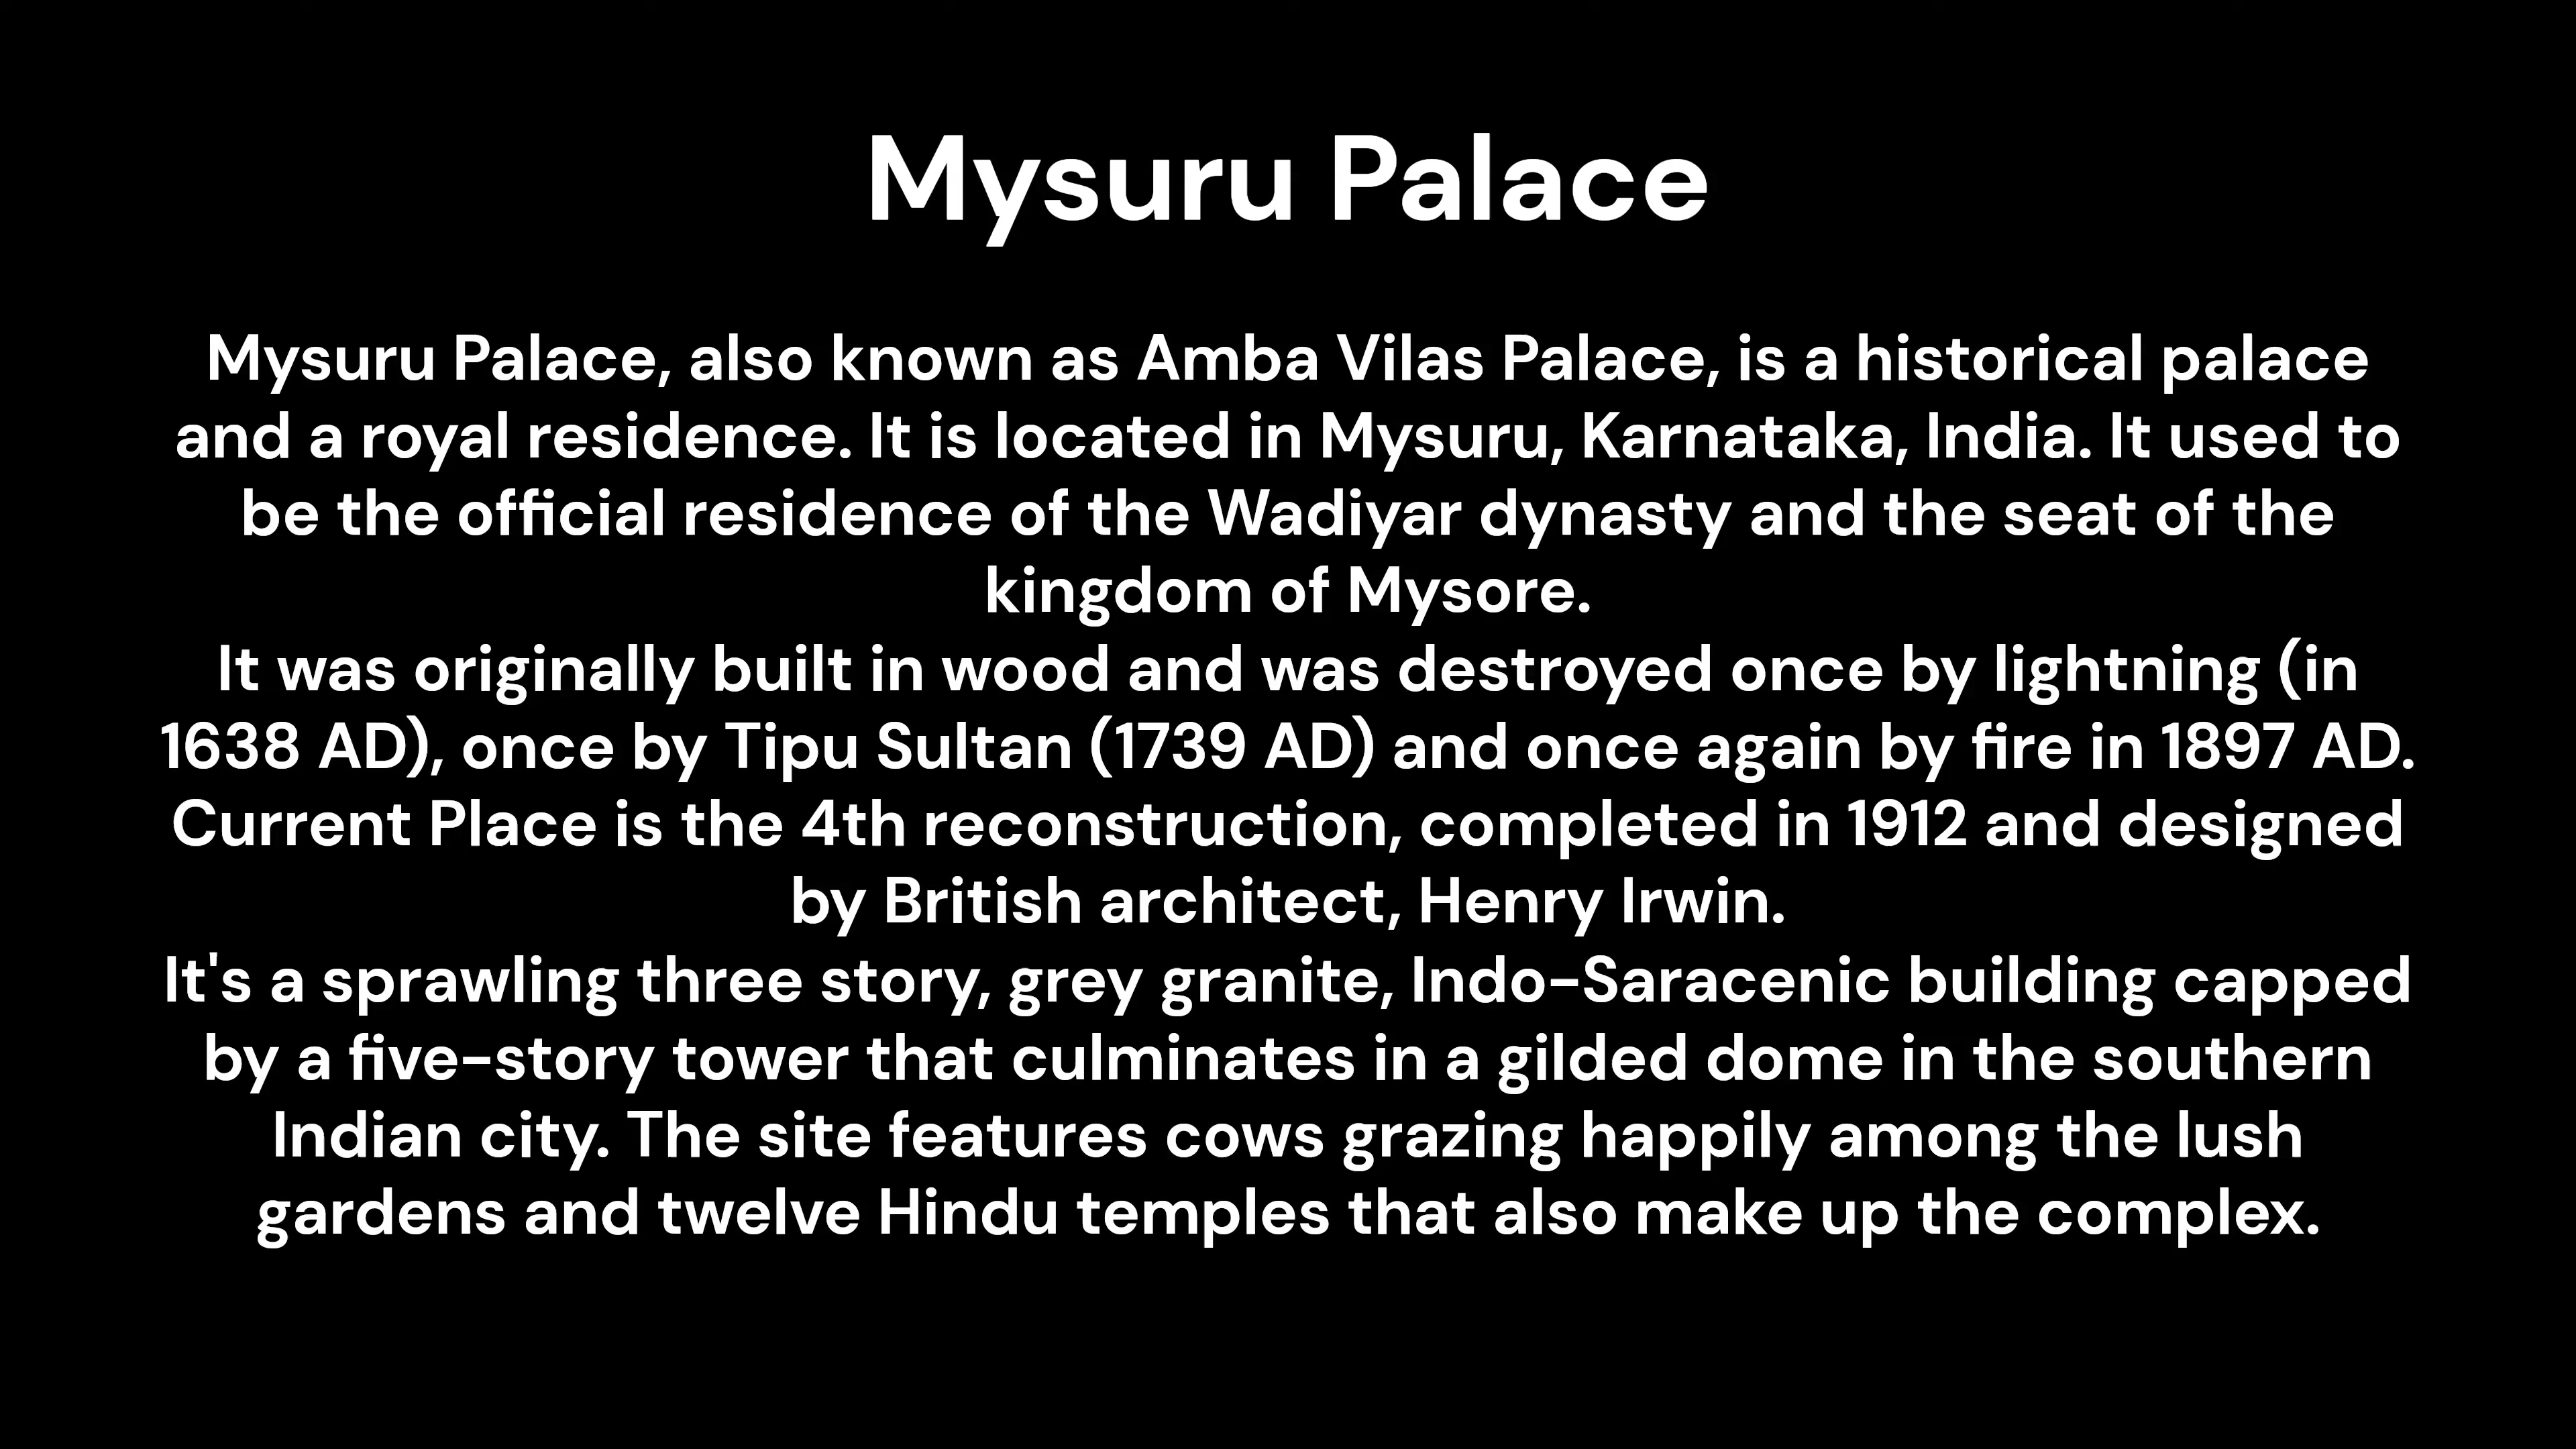 Mysuru Palace
Mysuru Palace, also known as Amba Vilas Palace, is a historical palace
and a royal residence. It is located in Mysuru, Karnataka, India. It used to
be the official residence of the Wadiyar dynasty and the seat of the
kingdom of Mysore.
It was originally built in wood and was destroyed once by lightning (in
1638 AD), once by Tipu Sultan (1739 AD) and once again by fire in 1897 AD.
Current Place is the 4th reconstruction, completed in 1912 and designed
by British architect, Henry Irwin.
It's a sprawling three story, grey granite, Indo-Saracenic building capped
by a five-story tower that culminates in a gilded dome in the southern
Indian city. The site features cows grazing happily among the lush
gardens and twelve Hindu temples that also make up the complex.